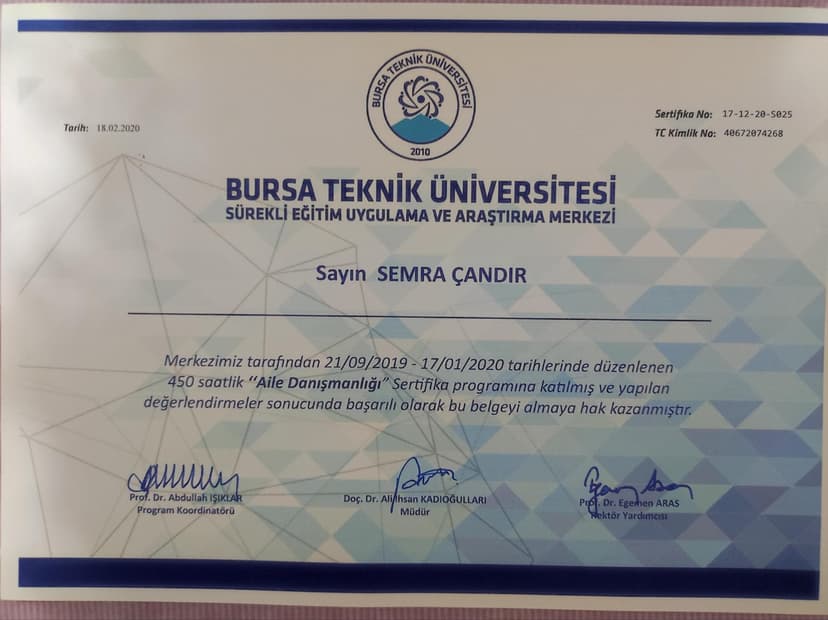 BURSA TEKNİK ÜNİVERSİTESİ
2010
Tarih: 18.02.2020
Sertifika No: 17-12-20-S025
TC Kimlik No: 40672074268
BURSA TEKNİK ÜNİVERSİTESİ
SÜREKLİ EĞİTİM UYGULAMA VE ARAŞTIRMA MERKEZİ
Sayın SEMRA ÇANDIR
Merkezimiz tarafından 21/09/2019 - 17/01/2020 tarihlerinde düzenlenen
450 saatlik ‘‘Aile Danışmanlığı” Sertifika programına katılmış ve yapılan
değerlendirmeler sonucunda başarılı olarak bu belgeyi almaya hak kazanmıştır.
Prof. Dr. Abdullah IŞIKLAR
Program Koordinatörü
Doç. Dr. Ali İhsan KADIOĞULLARI
Müdür
Prof. Dr. Egemen ARAS
Rektör Yardımcısı